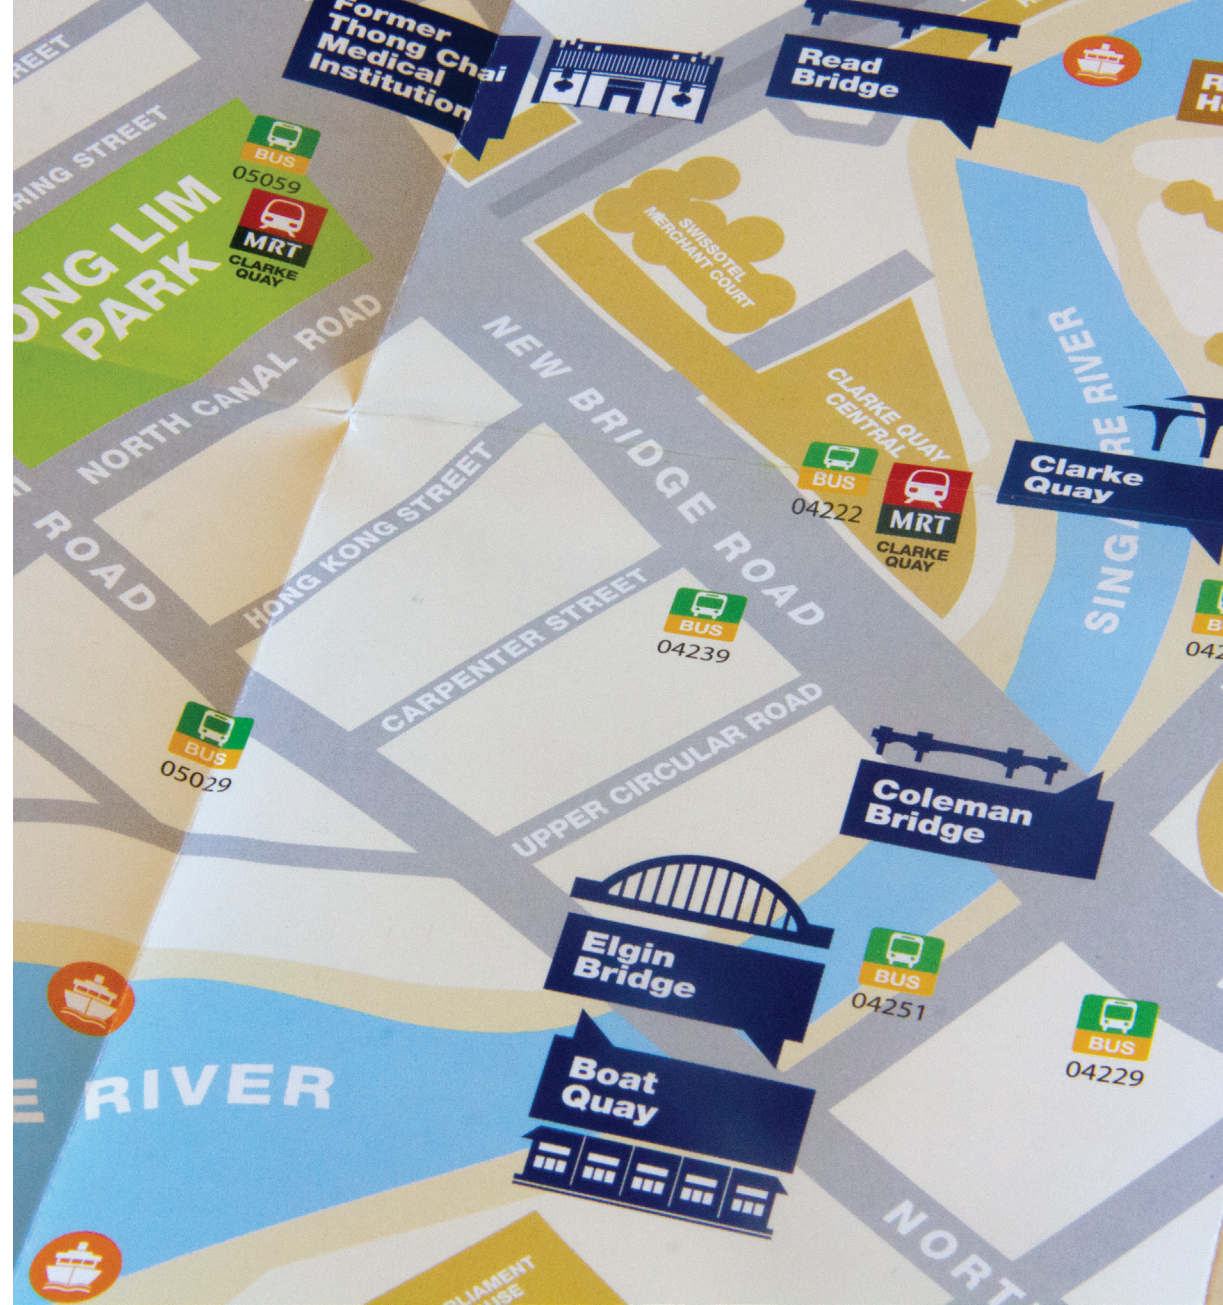 Former
Thong Chai
Medical
Institution
Read
Bridge
BUS
05059
MRT
CLARKE
QUAY
PARK
LIM
SWISSOTEL
MERCHANT COURT
NORTH CANAL ROAD
NEW BRIDGE ROAD
CLARKE QUAY
CENTRAL
BUS
04222
MRT
CLARKE
QUAY
Clarke
Quay
RIVER
HONG KONG STREET
ROAD
CARPENTER STREET
BUS
04239
UPPER CIRCULAR ROAD
BUS
05029
Coleman
Bridge
Elgin
Bridge
BUS
04251
BUS
04229
Boat
Quay
RIVER